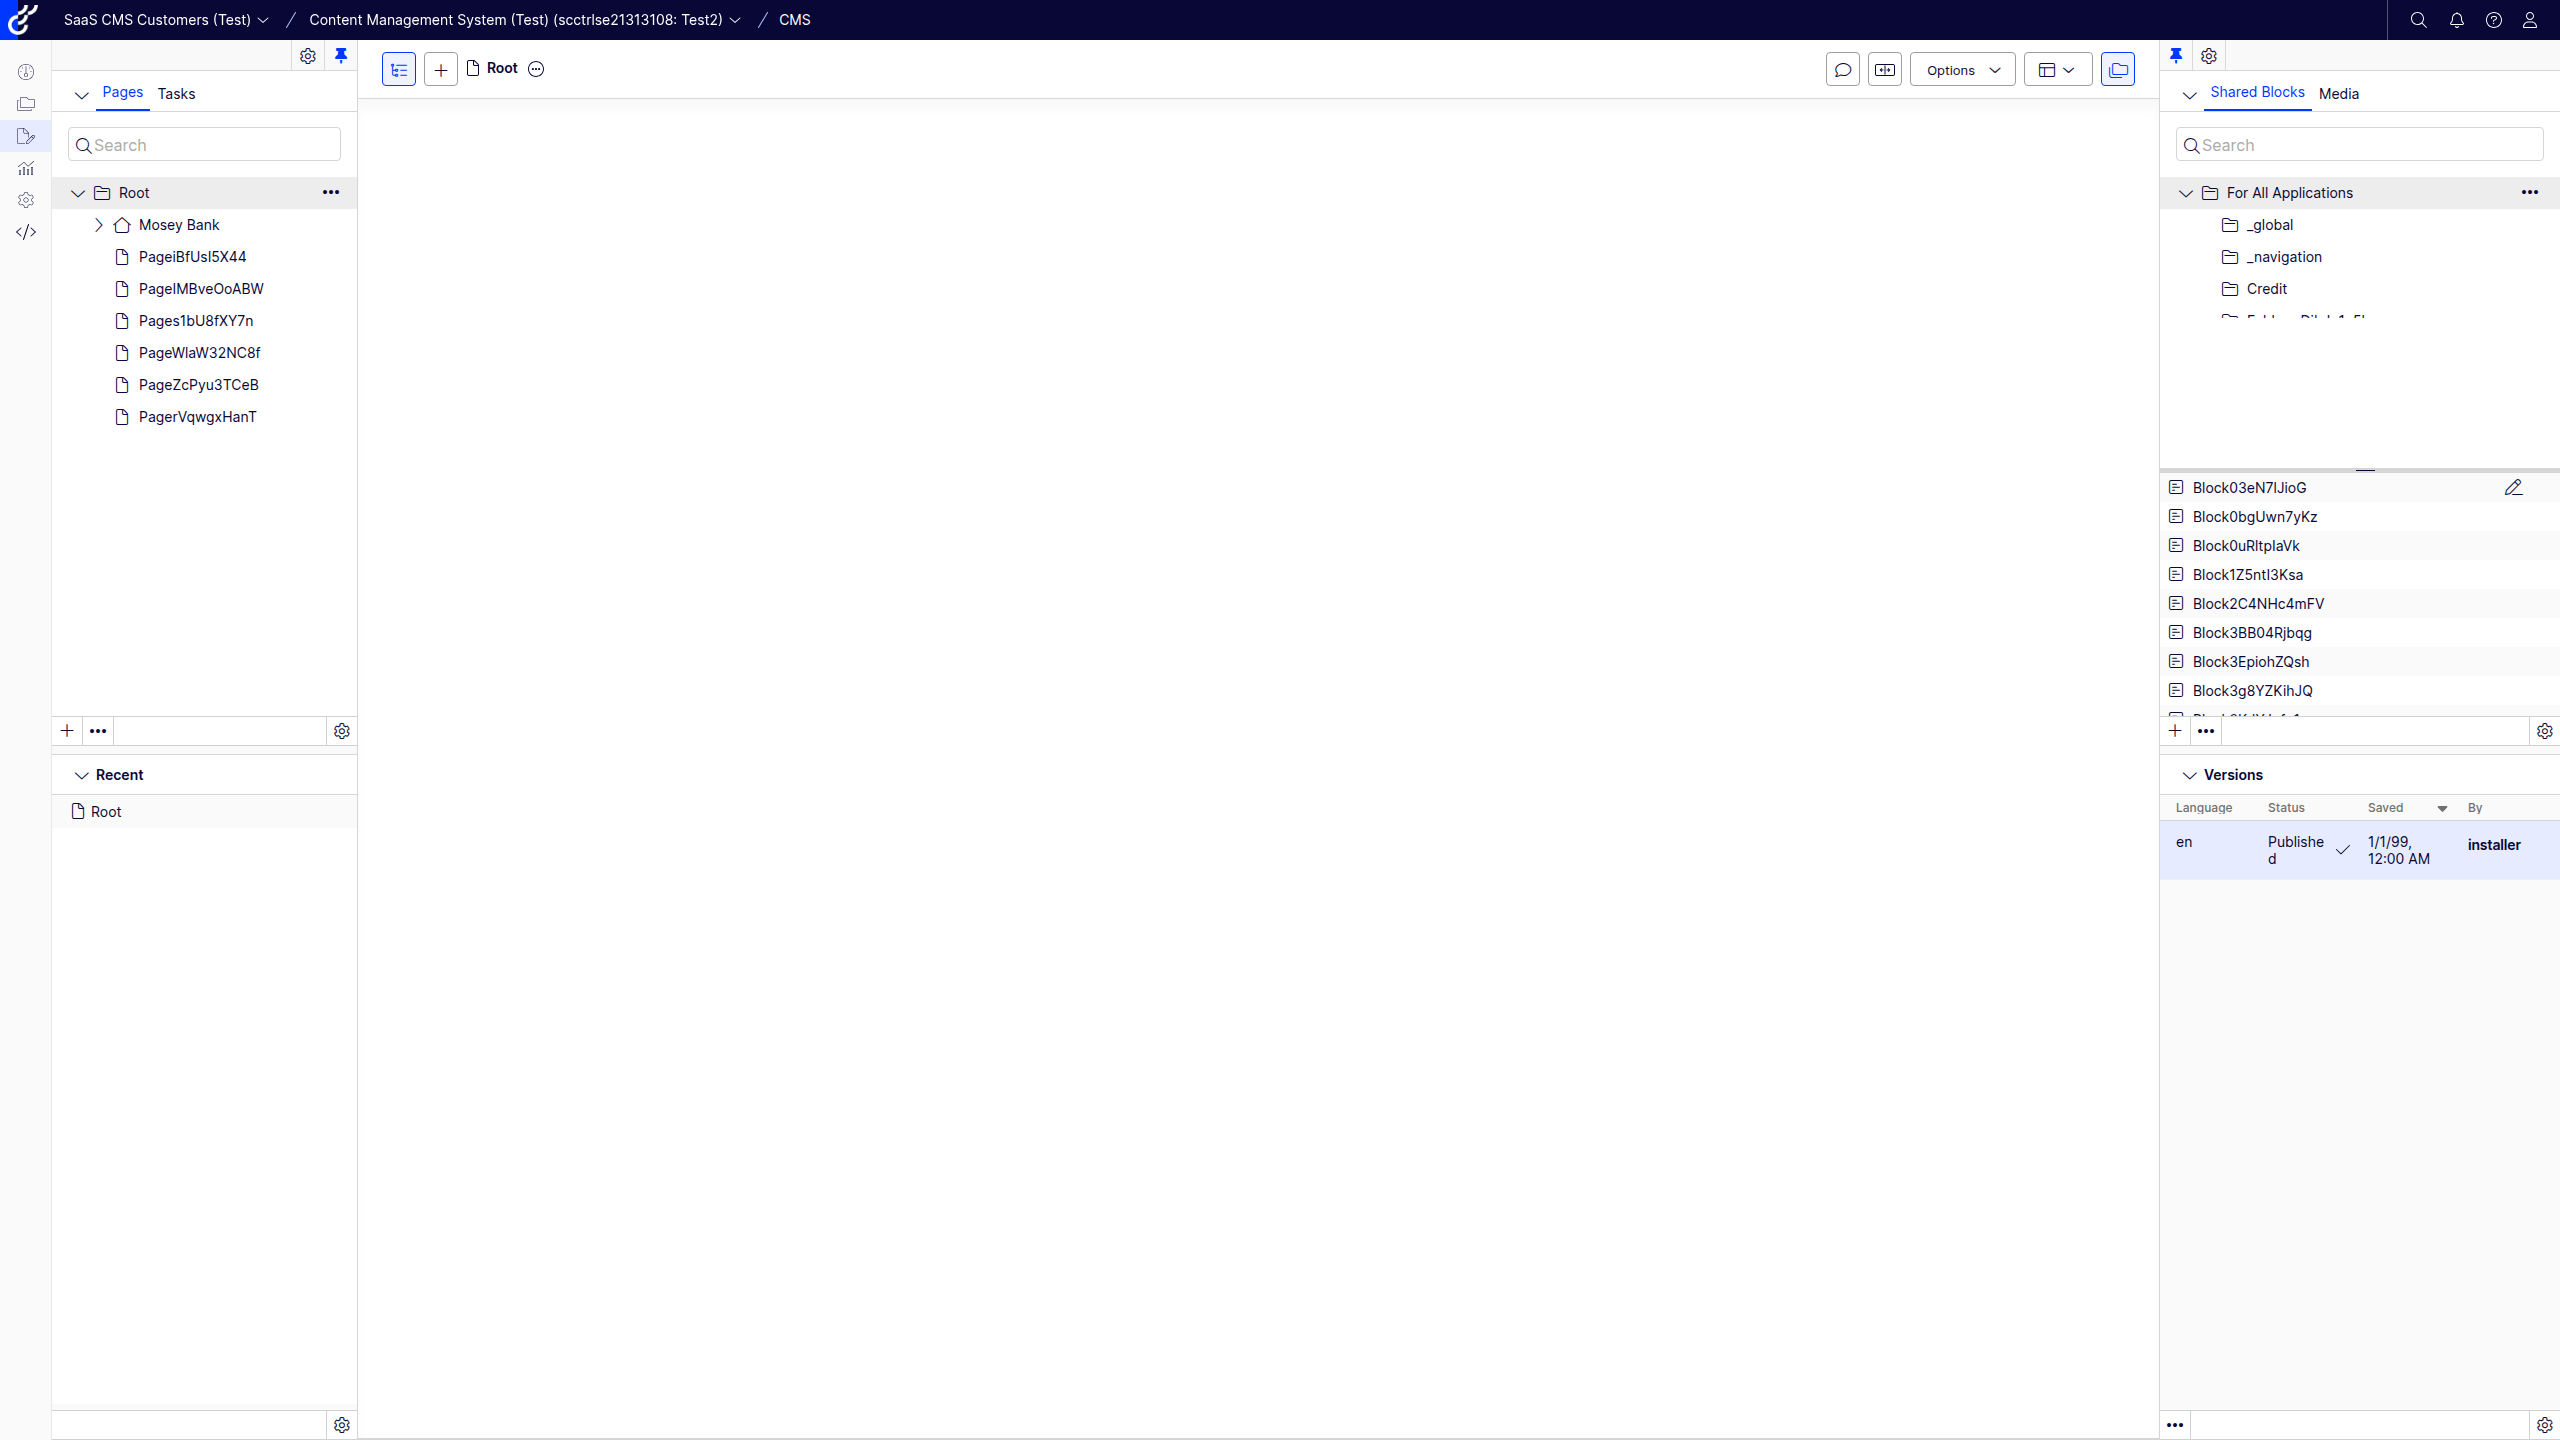 SaaS CMS Customers (Test) / Content Management System (Test) (scctrlse21313108: Test2) / CMS
Pages Tasks
Search
Root
Mosey Bank
PageiBfUsI5X44
PageIMBveOoABW
Pages1bU8fXY7n
PageWlaW32NC8f
PageZcPyu3TCeB
PagerVqwgxHanT
Recent
Root
Root
Options
Shared Blocks Media
Search
For All Applications
_global
_navigation
Credit
Block03eN7lJioG
Block0bgUwn7yKz
Block0uRltplaVk
Block1Z5ntI3Ksa
Block2C4NHc4mFV
Block3BB04Rjbqg
Block3EpiohZQsh
Block3g8YZKihJQ
Versions
Language Status Saved By
en Publishe 1/1/99, installer
d 12:00 AM